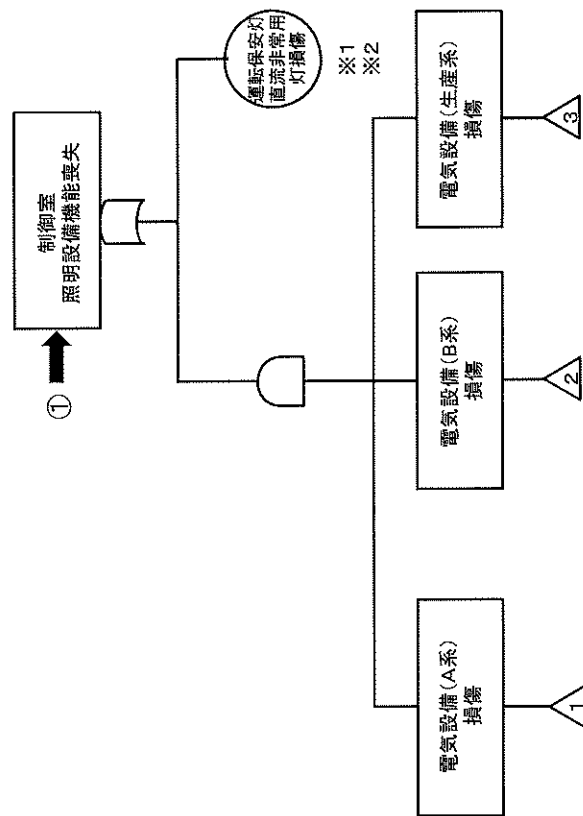 ①
制御室
照明設備機能喪失
運転保安灯
直流非常用
灯損傷
※1
※2
電気設備(A系)
損傷
電気設備(B系)
損傷
電気設備(生産系)
損傷
1
2
3